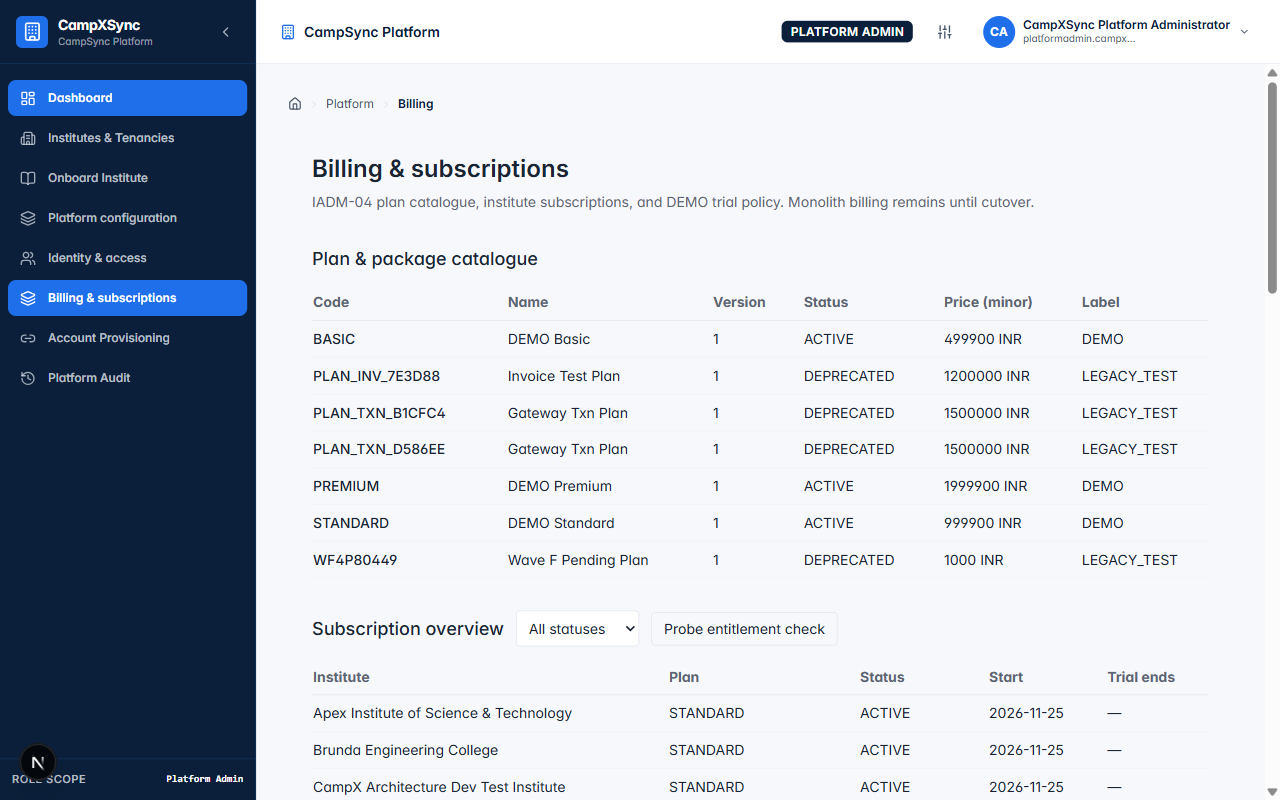 CampXSync
CampSync Platform
CampSync Platform
PLATFORM ADMIN
CA
CampXSync Platform Administrator
platformadmin.campx...
Dashboard
Institutes & Tenancies
Onboard Institute
Platform configuration
Identity & access
Billing & subscriptions
Account Provisioning
Platform Audit
N
ROLE SCOPE
Platform Admin
Platform
Billing
Billing & subscriptions
IADM-04 plan catalogue, institute subscriptions, and DEMO trial policy. Monolith billing remains until cutover.
Plan & package catalogue
Code Name Version Status Price (minor) Label
BASIC DEMO Basic 1 ACTIVE 499900 INR DEMO
PLAN_INV_7E3D88 Invoice Test Plan 1 DEPRECATED 1200000 INR LEGACY_TEST
PLAN_TXN_B1CFC4 Gateway Txn Plan 1 DEPRECATED 1500000 INR LEGACY_TEST
PLAN_TXN_D586EE Gateway Txn Plan 1 DEPRECATED 1500000 INR LEGACY_TEST
PREMIUM DEMO Premium 1 ACTIVE 1999900 INR DEMO
STANDARD DEMO Standard 1 ACTIVE 999900 INR DEMO
WF4P80449 Wave F Pending Plan 1 DEPRECATED 1000 INR LEGACY_TEST
Subscription overview All statuses Probe entitlement check
Institute Plan Status Start Trial ends
Apex Institute of Science & Technology STANDARD ACTIVE 2026-11-25 —
Brunda Engineering College STANDARD ACTIVE 2026-11-25 —
CampX Architecture Dev Test Institute STANDARD ACTIVE 2026-11-25 —